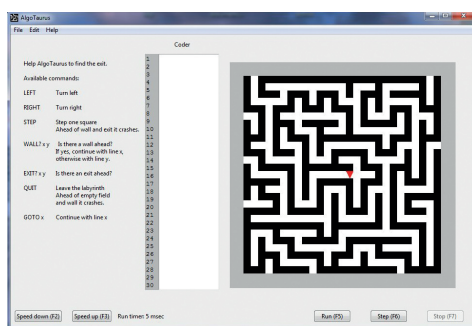 AlgoTaurus
File Edit Help
Coder
Help AlgoTaurus to find the exit.
Available commands:
LEFT Turn left
RIGHT Turn right
STEP Step one square
Ahead of wall and exit it crashes.
WALL? x y Is there a wall ahead?
If yes, continue with line x,
otherwise with line y.
EXIT? x y Is there an exit ahead?
QUIT Leave the labyrinth
Ahead of empty field
and wall it crashes.
GOTO x Continue with line x
1
2
3
4
5
6
7
8
9
10
11
12
13
14
15
16
17
18
19
20
21
22
23
24
25
26
27
28
29
30
Speed down (F2) Speed up (F3) Run timer: 5 msec Run (F5) Step (F6) Stop (F7)